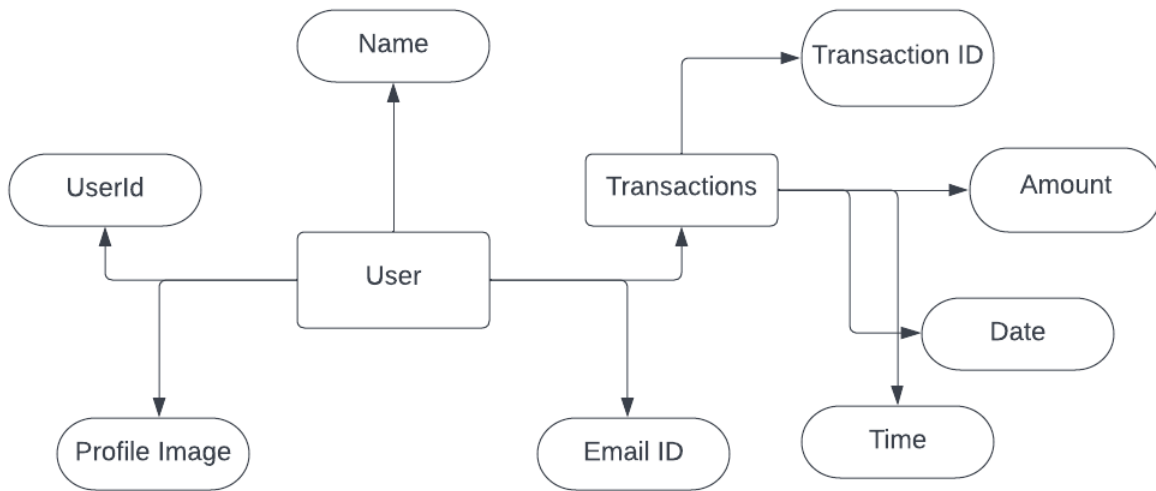 Name
Transaction ID
UserId
Transactions
Amount
User
Date
Profile Image
Email ID
Time